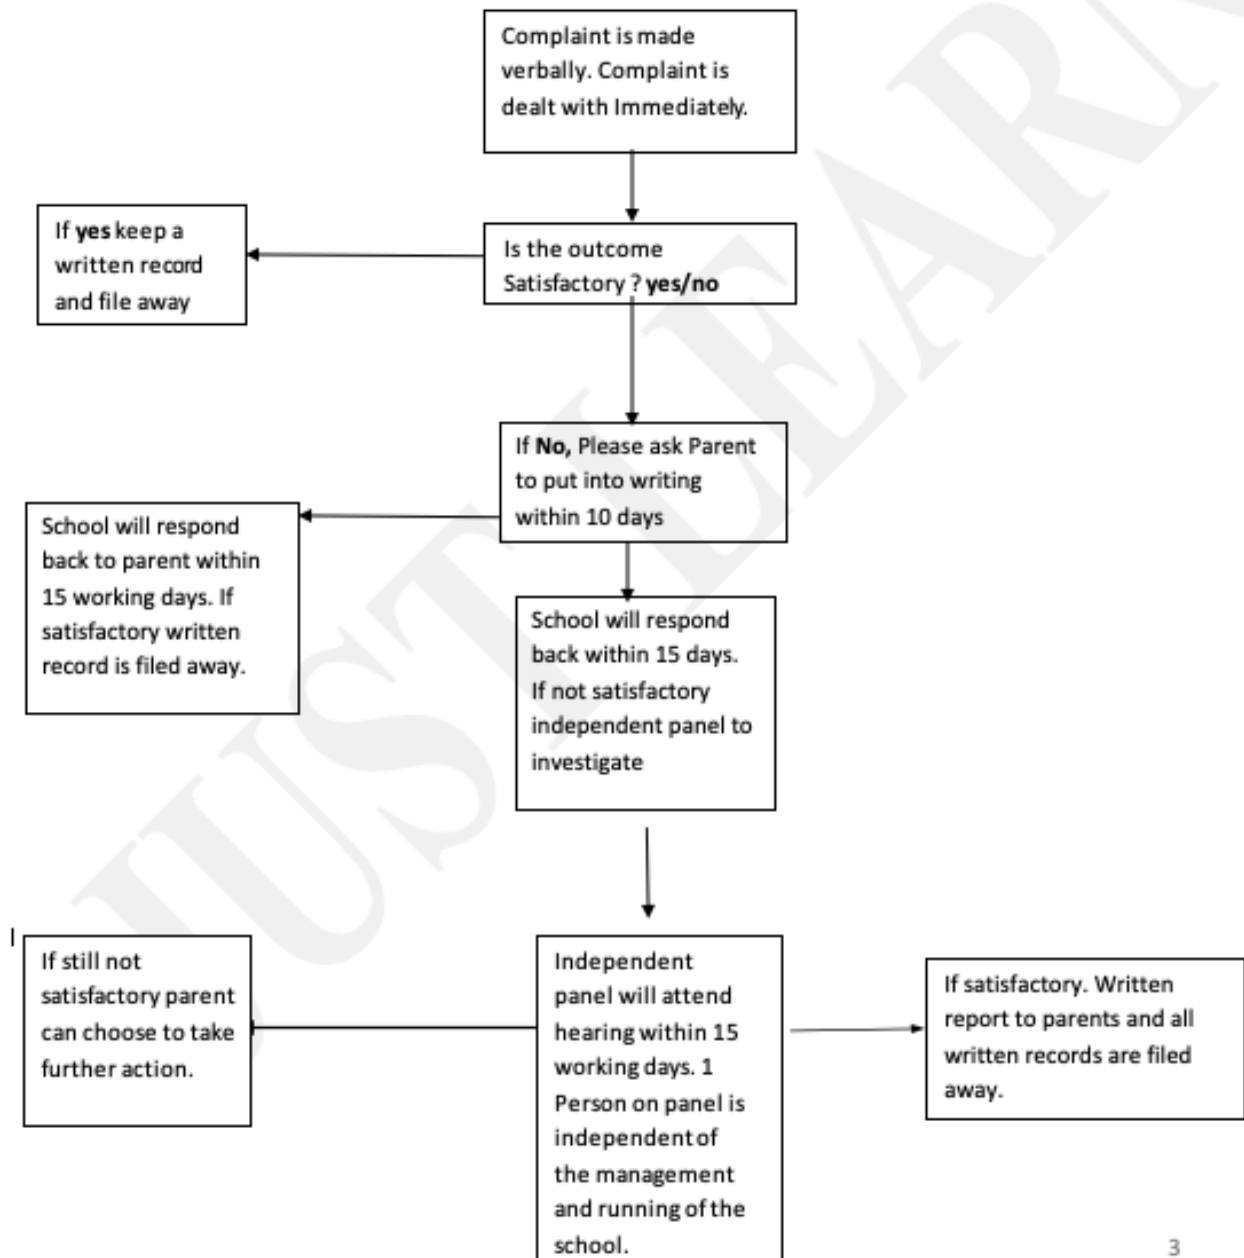 Complaint is made
verbally. Complaint is
dealt with Immediately.
If yes keep a
written record
and file away
Is the outcome
Satisfactory ? yes/no
If No, Please ask Parent
to put into writing
within 10 days
School will respond
back to parent within
15 working days. If
satisfactory written
record is filed away.
School will respond
back within 15 days.
If not satisfactory
independent panel to
investigate
If still not
satisfactory parent
can choose to take
further action.
Independent
panel will attend
hearing within 15
working days. 1
Person on panel is
independent of
the management
and running of the
school.
If satisfactory. Written
report to parents and all
written records are filed
away.
3
JUST LEARN